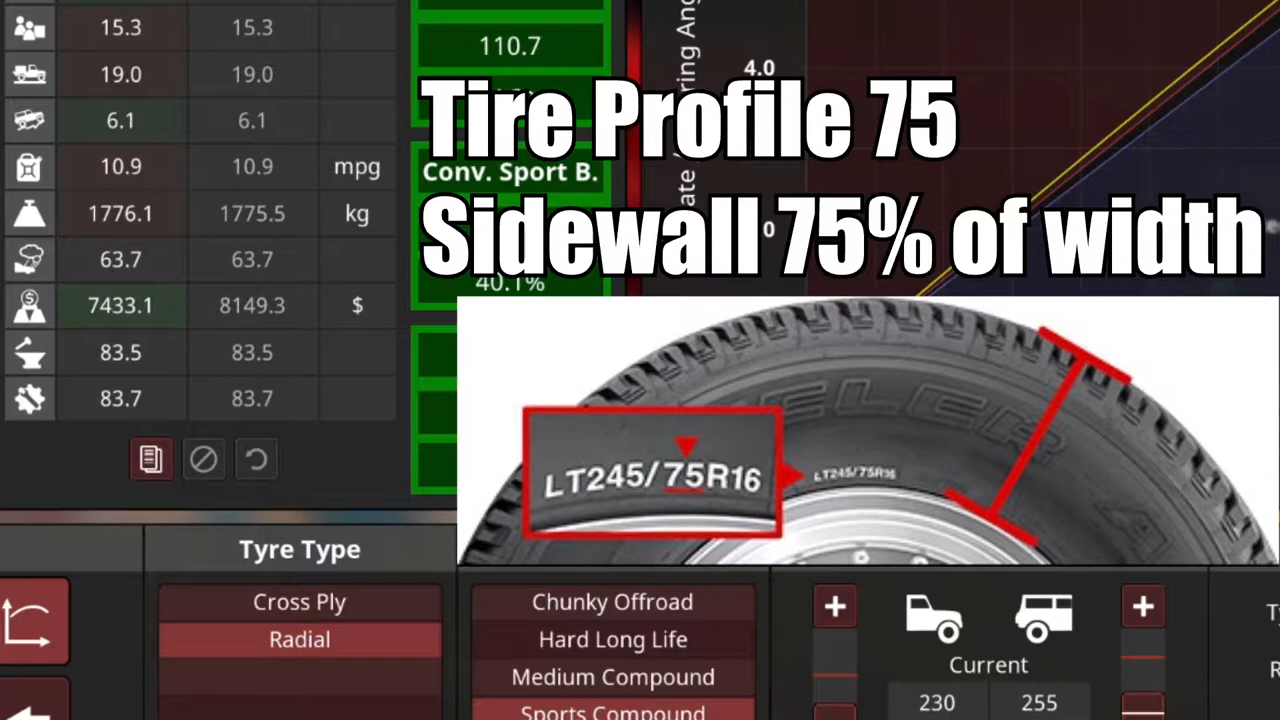 15.3 15.3
19.0 19.0
6.1 6.1
10.9 10.9 mpg
1776.1 1775.5 kg
63.7 63.7
7433.1 8149.3 $
83.5 83.5
83.7 83.7
110.7
Conv. Sport B.
40.1%
4.0
0
Tire Profile 75
Sidewall 75% of width
LT245/75R16
LT245/75R16
Tyre Type
Cross Ply
Radial
Chunky Offroad
Hard Long Life
Medium Compound
Sports Compound
+ +
Current
230 255